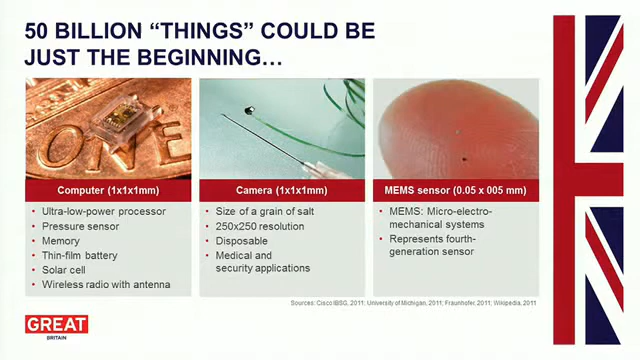 50 BILLION “THINGS” COULD BE
JUST THE BEGINNING…
ONE
Computer (1x1x1mm)
• Ultra-low-power processor
• Pressure sensor
• Memory
• Thin-film battery
• Solar cell
• Wireless radio with antenna
Camera (1x1x1mm)
• Size of a grain of salt
• 250x250 resolution
• Disposable
• Medical and
security applications
MEMS sensor (0.05 x 005 mm)
• MEMS: Micro-electro-
mechanical systems
• Represents fourth-
generation sensor
Sources: Cisco IBSG, 2011; University of Michigan, 2011; Fraunhofer, 2011; Wikipedia, 2011
GREAT
BRITAIN